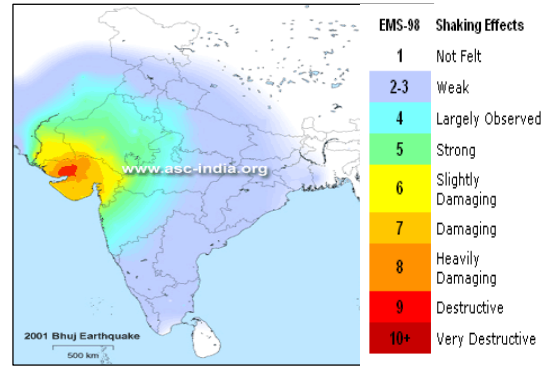 www.asc-india.org
2001 Bhuj Earthquake
500 km
EMS-98 Shaking Effects
1 Not Felt
2-3 Weak
4 Largely Observed
5 Strong
6 Slightly
Damaging
7 Damaging
8 Heavily
Damaging
9 Destructive
10+ Very Destructive